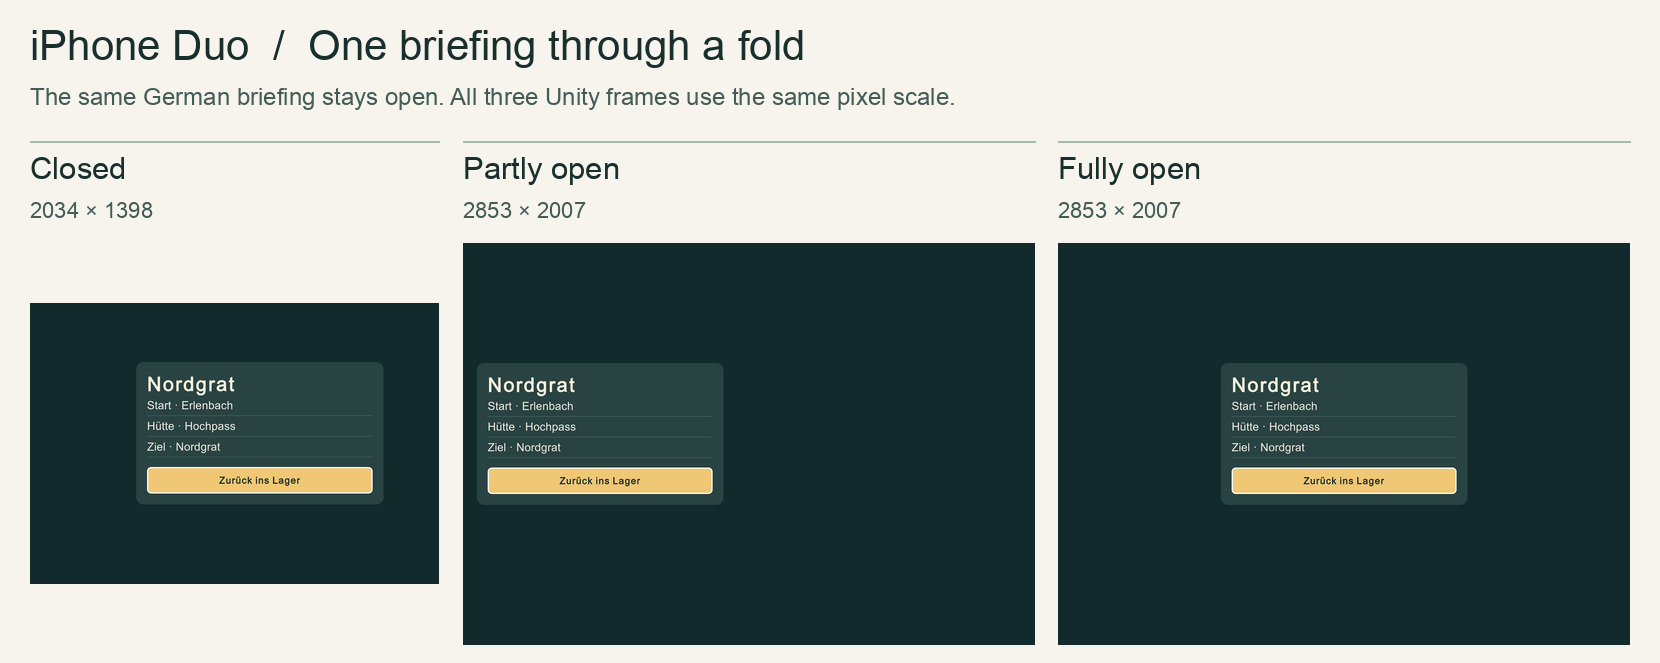 iPhone Duo / One briefing through a fold
The same German briefing stays open. All three Unity frames use the same pixel scale.
Closed
2034 × 1398
Nordgrat
Start · Erlenbach
Hütte · Hochpass
Ziel · Nordgrat
Zurück ins Lager
Partly open
2853 × 2007
Nordgrat
Start · Erlenbach
Hütte · Hochpass
Ziel · Nordgrat
Zurück ins Lager
Fully open
2853 × 2007
Nordgrat
Start · Erlenbach
Hütte · Hochpass
Ziel · Nordgrat
Zurück ins Lager